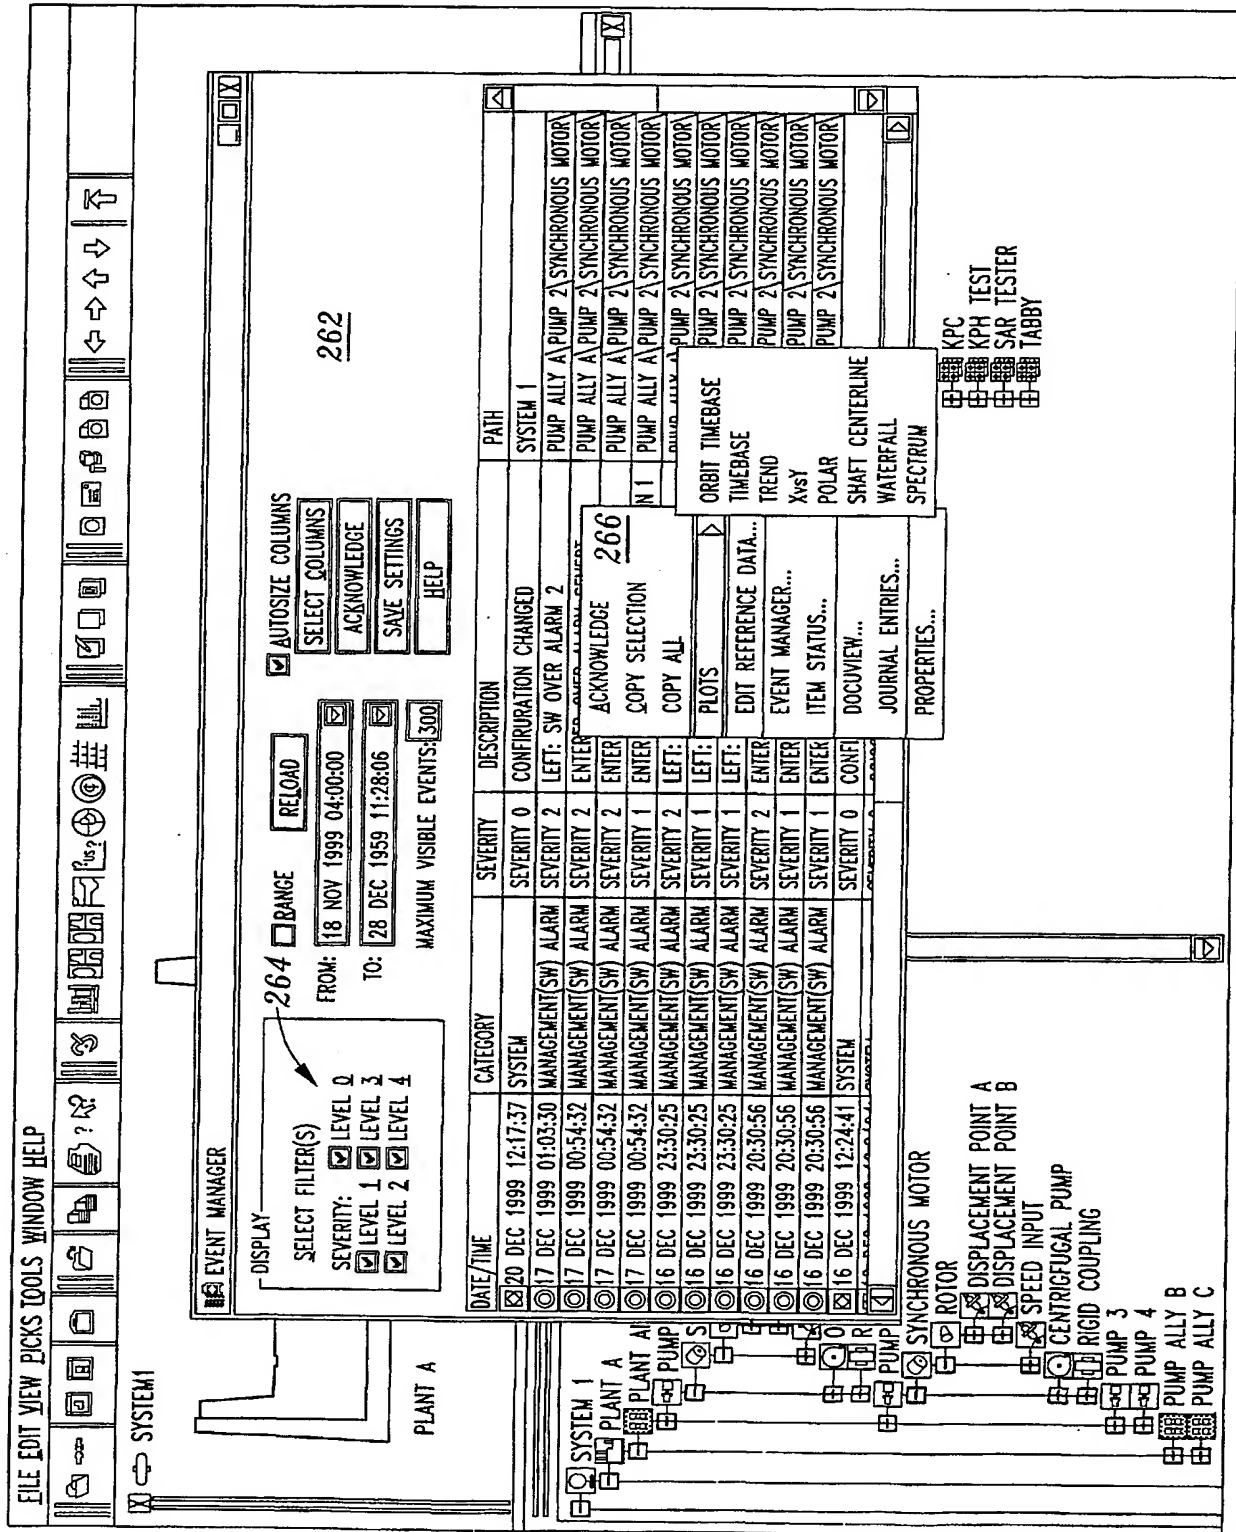 FILE EDIT VIEW PICKS TOOLS WINDOW HELP
SYSTEM1
PLANT A
EVENT MANAGER
DISPLAY
SELECT FILTER(S)
SEVERITY: LEVEL 0
LEVEL 1 LEVEL 3
LEVEL 2 LEVEL 4
264
RANGE
RELOAD
FROM: 18 NOV 1999 04:00:00
TO: 28 DEC 1959 11:28:06
MAXIMUM VISIBLE EVENTS: 300
AUTOSIZE COLUMNS
SELECT COLUMNS
ACKNOWLEDGE
SAVE SETTINGS
HELP
262
DATE/TIME CATEGORY SEVERITY DESCRIPTION PATH
20 DEC 1999 12:17:37 SYSTEM SEVERITY 0 CONFIRURATION CHANGED SYSTEM 1
17 DEC 1999 01:03:30 MANAGEMENT(SW) ALARM SEVERITY 2 LEFT: SW OVER ALARM 2 PUMP ALLY A\PUMP 2\SYNCHRONOUS MOTOR\
17 DEC 1999 00:54:32 MANAGEMENT(SW) ALARM SEVERITY 2 ENTERED OVER ALARM PUMP ALLY A\PUMP 2\SYNCHRONOUS MOTOR\
17 DEC 1999 00:54:32 MANAGEMENT(SW) ALARM SEVERITY 2 ENTER PUMP ALLY A\PUMP 2\SYNCHRONOUS MOTOR\
17 DEC 1999 00:54:32 MANAGEMENT(SW) ALARM SEVERITY 1 ENTER N 1 PUMP ALLY A\PUMP 2\SYNCHRONOUS MOTOR\
16 DEC 1999 23:30:25 MANAGEMENT(SW) ALARM SEVERITY 2 LEFT: PUMP ALLY A\PUMP 2\SYNCHRONOUS MOTOR\
16 DEC 1999 23:30:25 MANAGEMENT(SW) ALARM SEVERITY 1 LEFT: PUMP 2\SYNCHRONOUS MOTOR\
16 DEC 1999 23:30:25 MANAGEMENT(SW) ALARM SEVERITY 1 LEFT: PUMP 2\SYNCHRONOUS MOTOR\
16 DEC 1999 20:30:56 MANAGEMENT(SW) ALARM SEVERITY 2 ENTER PUMP 2\SYNCHRONOUS MOTOR\
16 DEC 1999 20:30:56 MANAGEMENT(SW) ALARM SEVERITY 1 ENTER PUMP 2\SYNCHRONOUS MOTOR\
16 DEC 1999 20:30:56 MANAGEMENT(SW) ALARM SEVERITY 1 ENTER PUMP 2\SYNCHRONOUS MOTOR\
16 DEC 1999 12:24:41 SYSTEM SEVERITY 0 CONFI
266
ACKNOWLEDGE
COPY SELECTION
COPY ALL
PLOTS
EDIT REFERENCE DATA...
EVENT MANAGER...
ITEM STATUS...
DOCUVIEW...
JOURNAL ENTRIES...
PROPERTIES...
ORBIT TIMEBASE
TIMEBASE
TREND
XvsY
POLAR
SHAFT CENTERLINE
WATERFALL
SPECTRUM
SYSTEM 1
PLANT A
PLANT A
PUMP
S
O
R
PUMP
SYNCHRONOUS MOTOR
ROTOR
DISPLACEMENT POINT A
DISPLACEMENT POINT B
SPEED INPUT
CENTRIGFUGAL PUMP
RIGID COUPLING
PUMP 3
PUMP 4
PUMP ALLY B
PUMP ALLY C
KPC
KPH TEST
SAR TESTER
TABBY